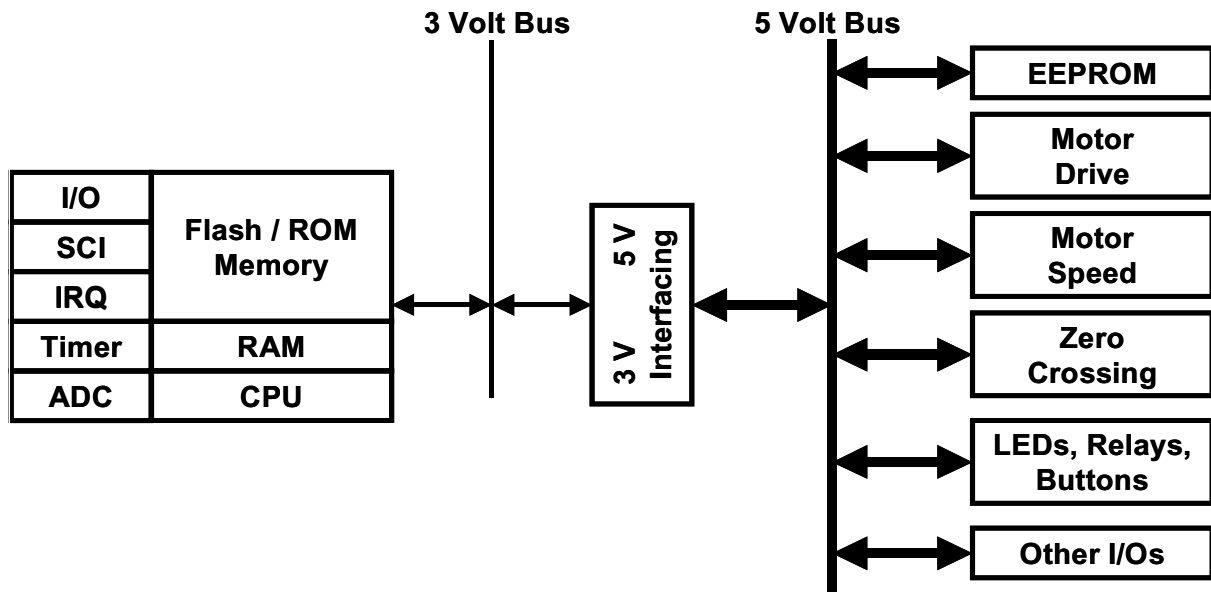 3 Volt Bus
5 Volt Bus
I/O
SCI
IRQ
Timer
ADC
Flash / ROM
Memory
RAM
CPU
3 V 5 V
Interfacing
EEPROM
Motor
Drive
Motor
Speed
Zero
Crossing
LEDs, Relays,
Buttons
Other I/Os